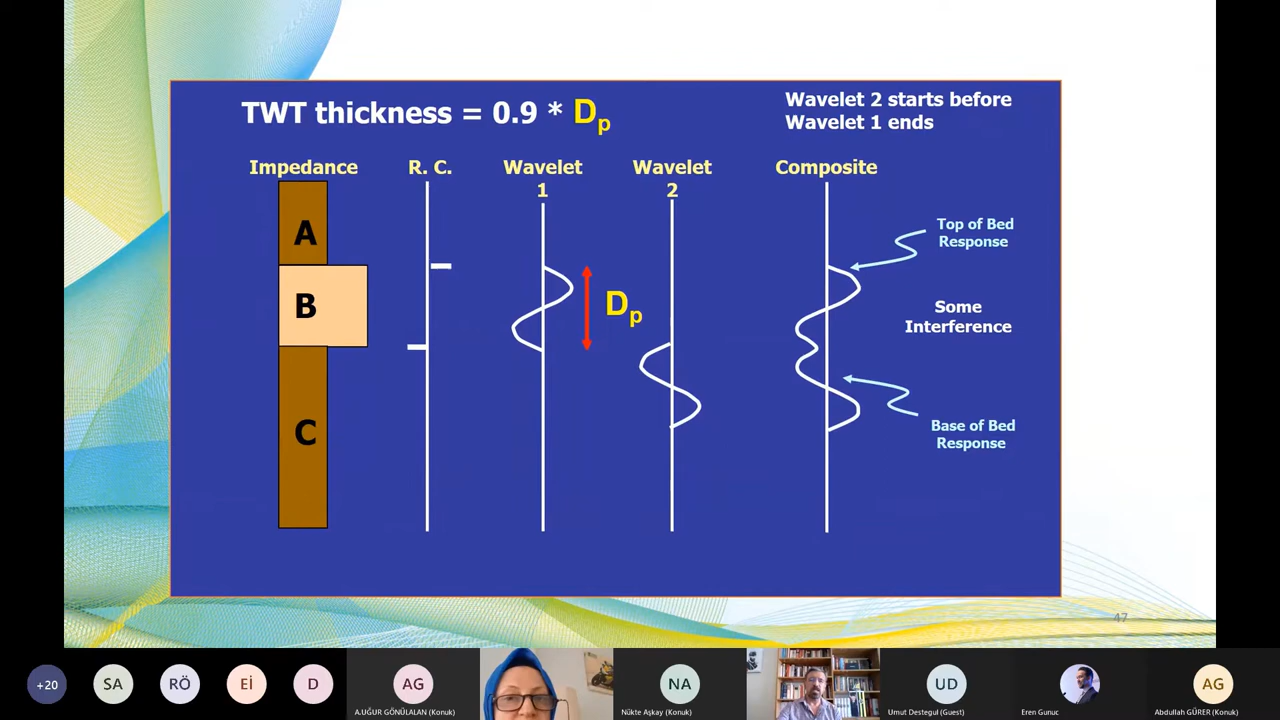 TWT thickness = 0.9 * Dp
Wavelet 2 starts before
Wavelet 1 ends
Impedance
R. C.
Wavelet
1
Wavelet
2
Composite
A
B
C
Dp
Top of Bed
Response
Some
Interference
Base of Bed
Response
47
+20
SA
RÖ
Eİ
D
AG
A.UĞUR GÖNÜLALAN (Konuk)
NA
Nükte Aşkay (Konuk)
UD
Umut Destegul (Guest)
Eren Gunuc
AG
Abdullah GÜRER (Konuk)